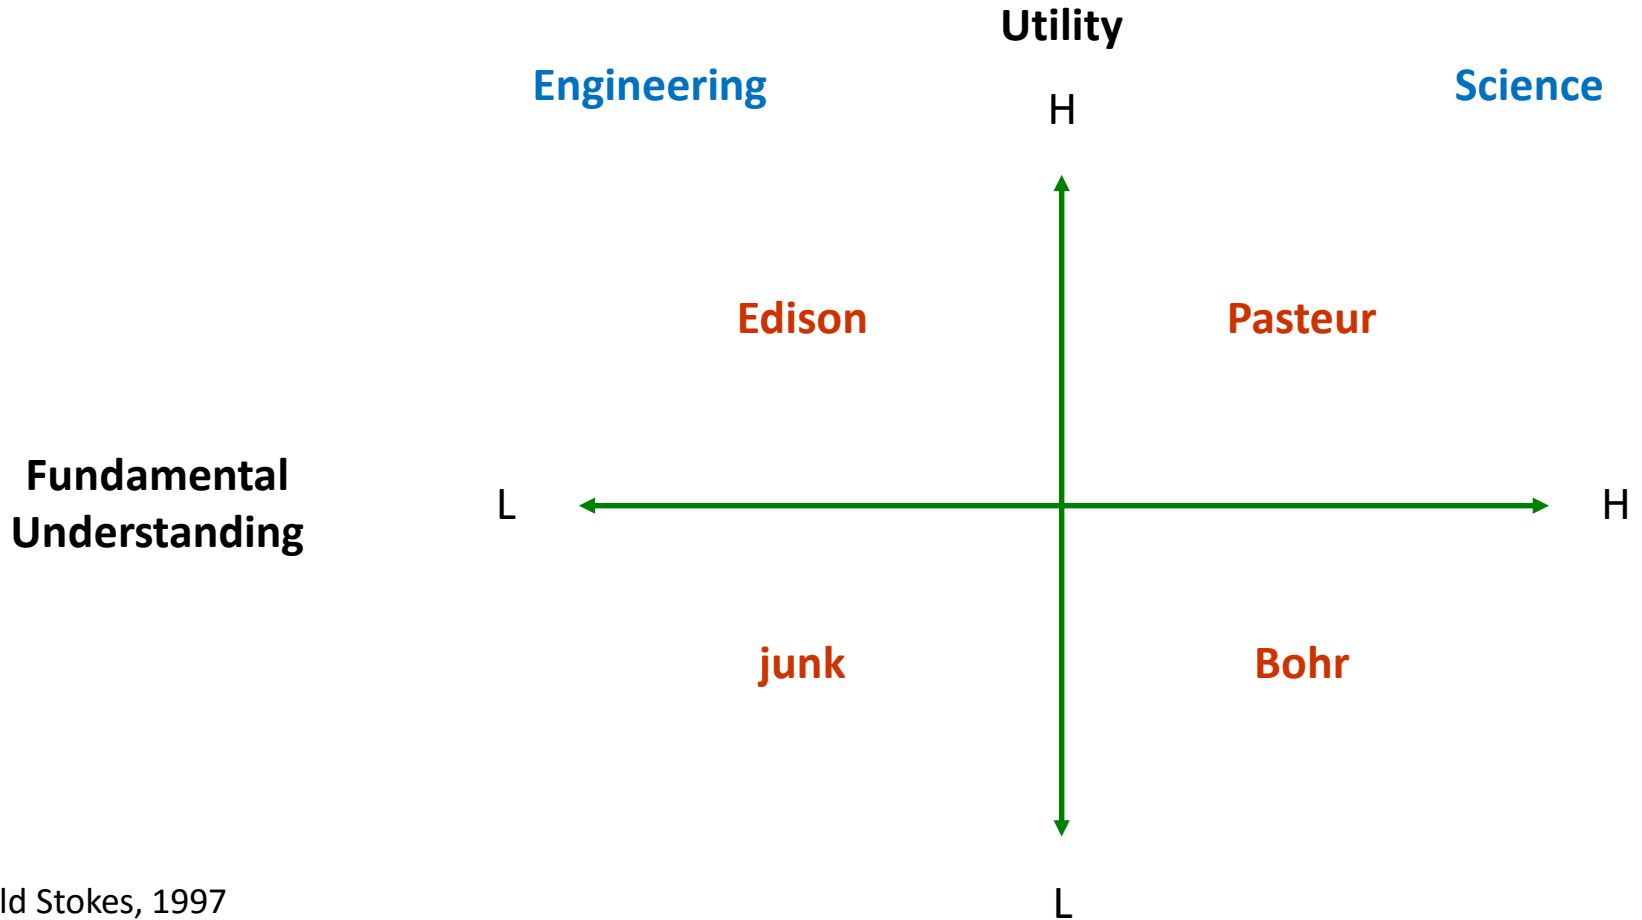 Utility
Engineering
Science
H
Edison
Pasteur
Fundamental
Understanding
L
H
junk
Bohr
ld Stokes, 1997
L